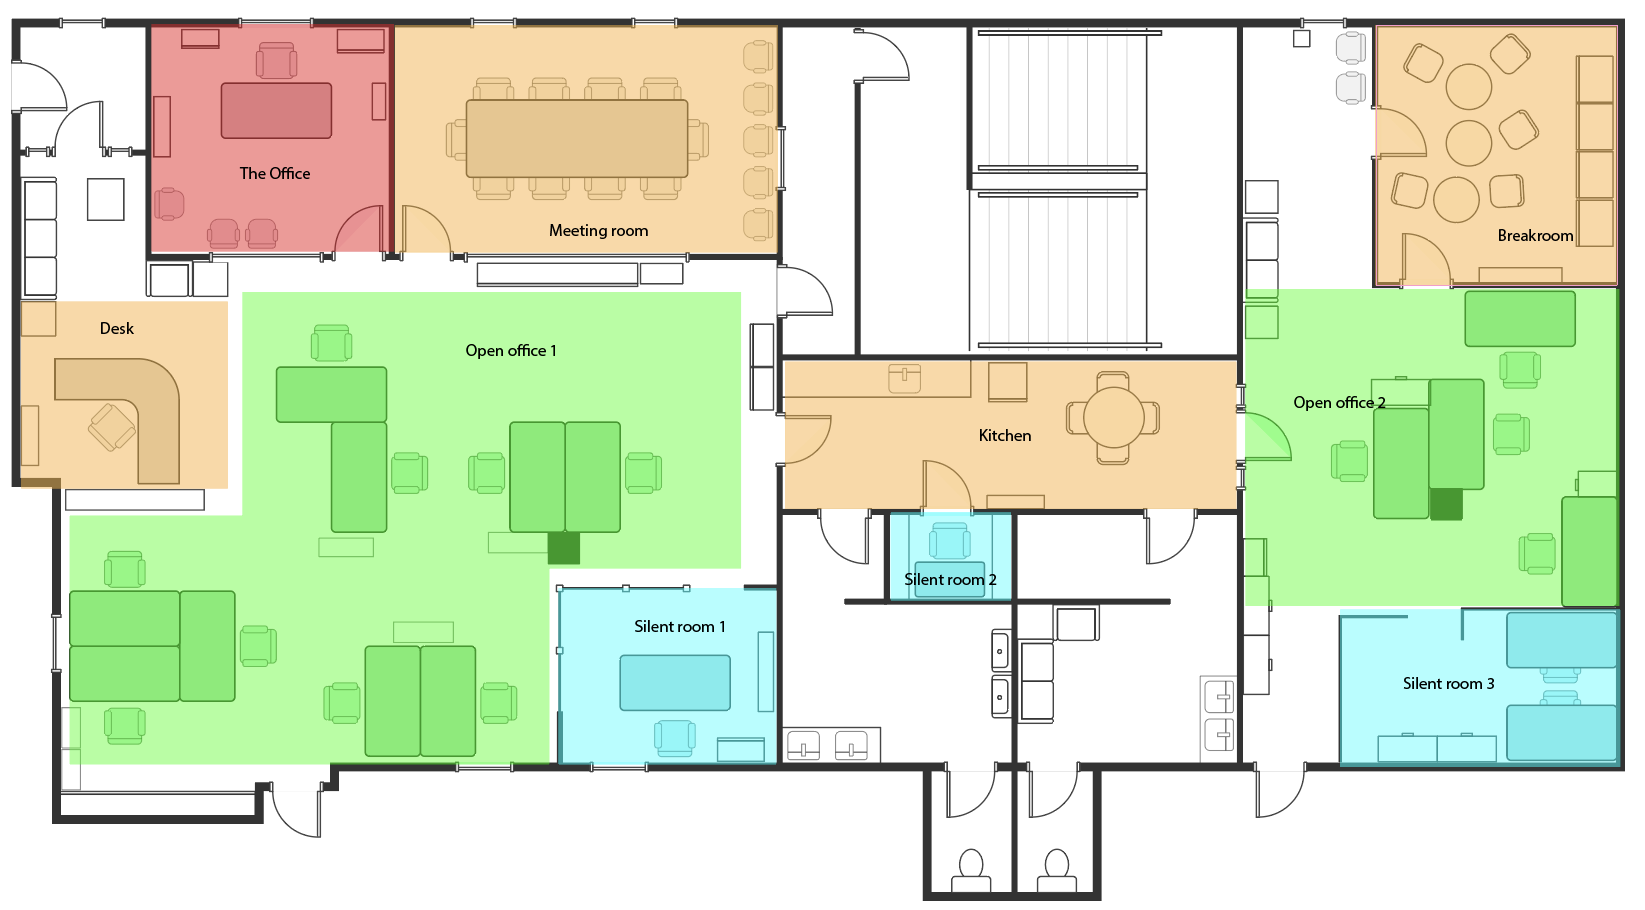 The Office
Meeting room
Breakroom
Desk
Open office 1
Open office 2
Kitchen
Silent room 2
Silent room 1
Silent room 3